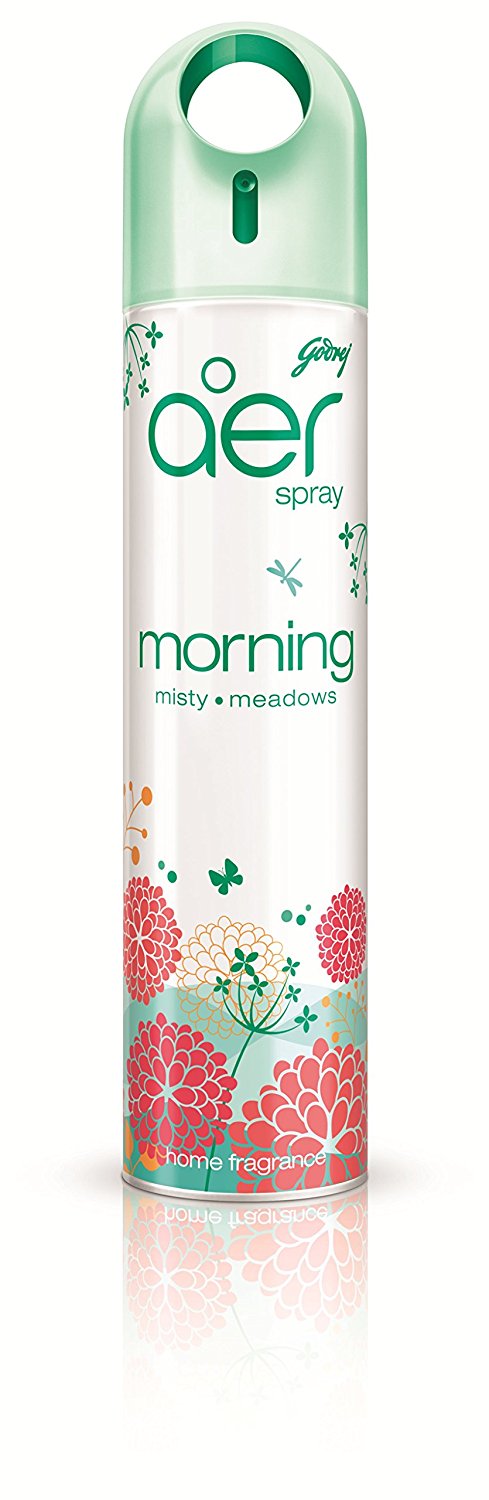 Godrej
aer
spray
morning
misty • meadows
home fragrance